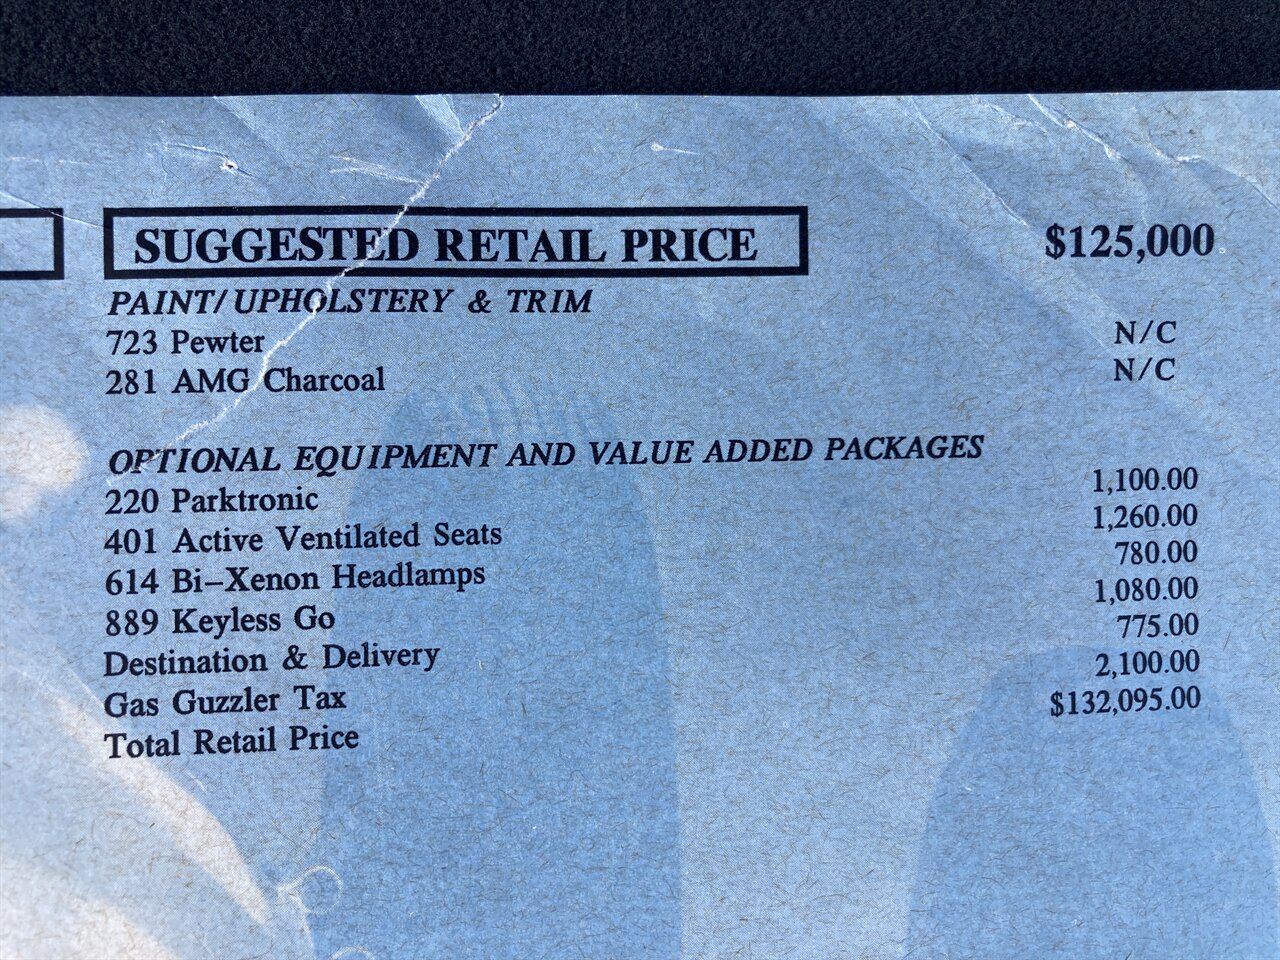 SUGGESTED RETAIL PRICE $125,000
PAINT/UPHOLSTERY & TRIM
723 Pewter N/C
281 AMG Charcoal N/C
OPTIONAL EQUIPMENT AND VALUE ADDED PACKAGES
220 Parktronic 1,100.00
401 Active Ventilated Seats 1,260.00
614 Bi-Xenon Headlamps 780.00
889 Keyless Go 1,080.00
Destination & Delivery 775.00
Gas Guzzler Tax 2,100.00
Total Retail Price $132,095.00